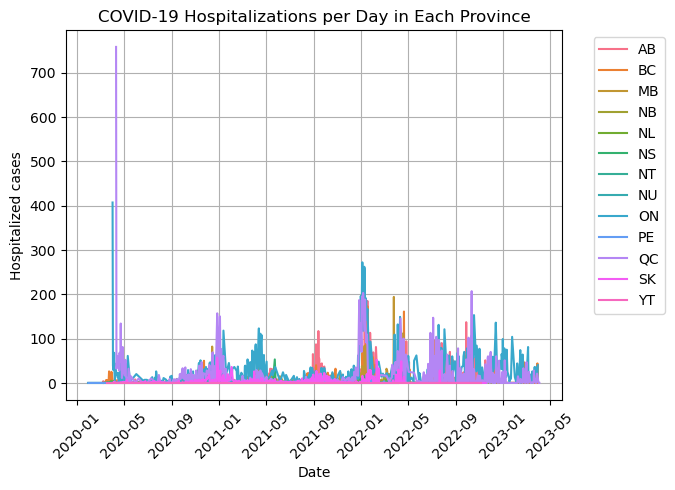 COVID-19 Hospitalizations per Day in Each Province
Hospitalized cases
700
600
500
400
300
200
100
0
2020-01
2020-05
2020-09
2021-01
2021-05
2021-09
2022-01
2022-05
2022-09
2023-01
2023-05
Date
AB
BC
MB
NB
NL
NS
NT
NU
ON
PE
QC
SK
YT